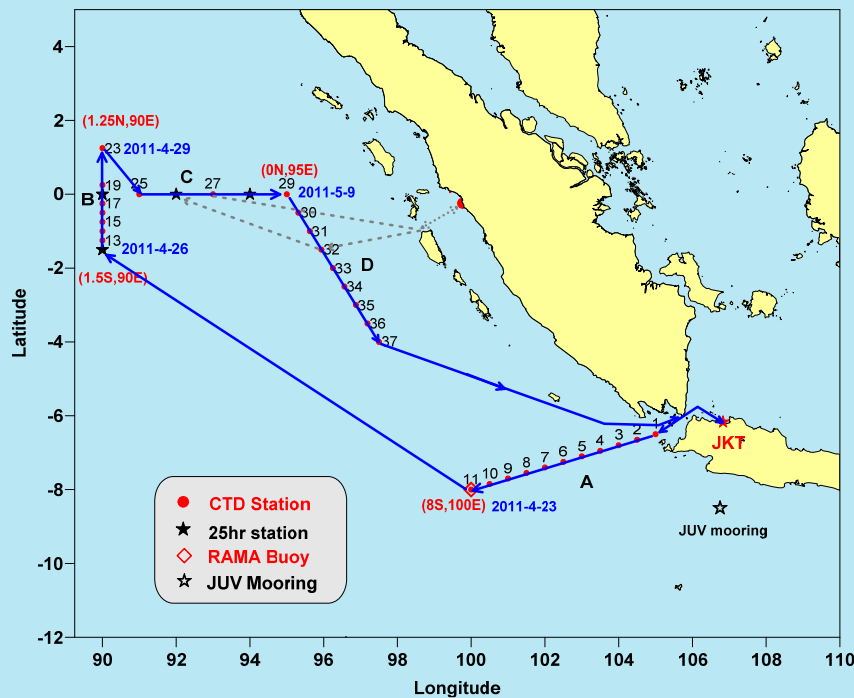 4
2
0
-2
-4
-6
-8
-10
-12
Latitude
(1.25N,90E)
23 2011-4-29
C
(0N,95E)
25
27
29 2011-5-9
19
B 17
15
13 2011-4-26
(1.5S,90E)
30
31
32
D
33
34
35
36
37
1
2
3
4
5
6
7
8
9
10
11
A
JKT
(8S,100E) 2011-4-23
JUV mooring
CTD Station
25hr station
RAMA Buoy
JUV Mooring
90 92 94 96 98 100 102 104 106 108 110
Longitude